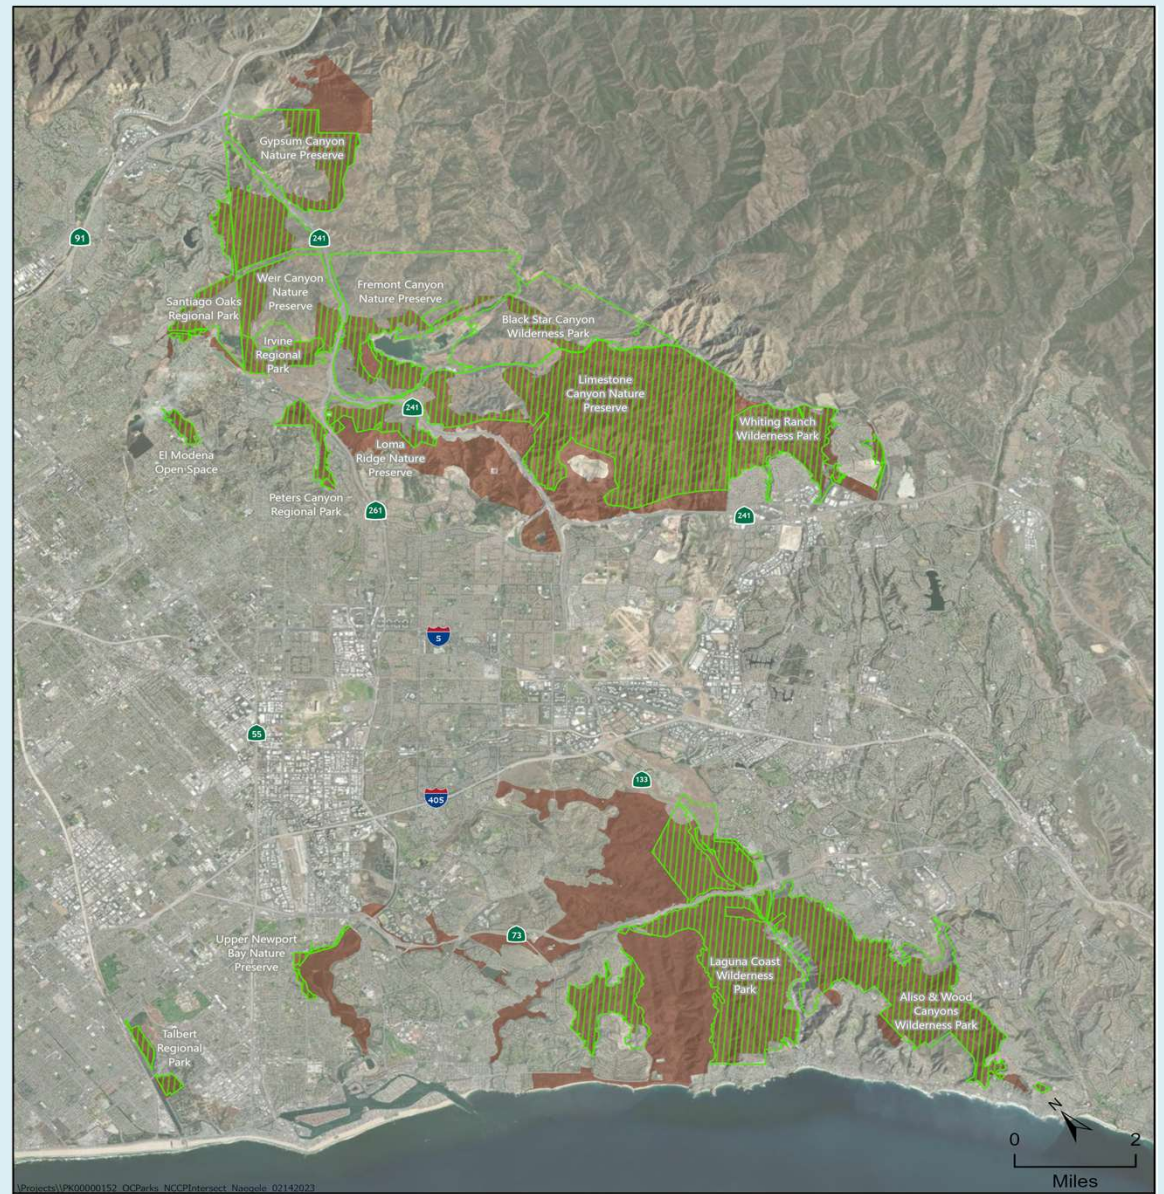 Gypsum Canyon
Nature Preserve
91
241
Weir Canyon
Nature
Preserve
Fremont Canyon
Nature Preserve
Santiago Oaks
Regional Park
Black Star Canyon
Wilderness Park
Irvine
Regional
Park
Limestone
Canyon Nature
Preserve
241
Whiting Ranch
Wilderness Park
El Modena
Open Space
Loma
Ridge Nature
Preserve
Peters Canyon
Regional Park
261
241
5
55
133
405
73
Upper Newport
Bay Nature
Preserve
Laguna Coast
Wilderness
Park
Aliso & Wood
Canyons
Wilderness Park
Talbert
Regional
Park
N
0 2
Miles
\Projects\\PK00000152_OCParks_NCCPIntersect_Naegele_02142023